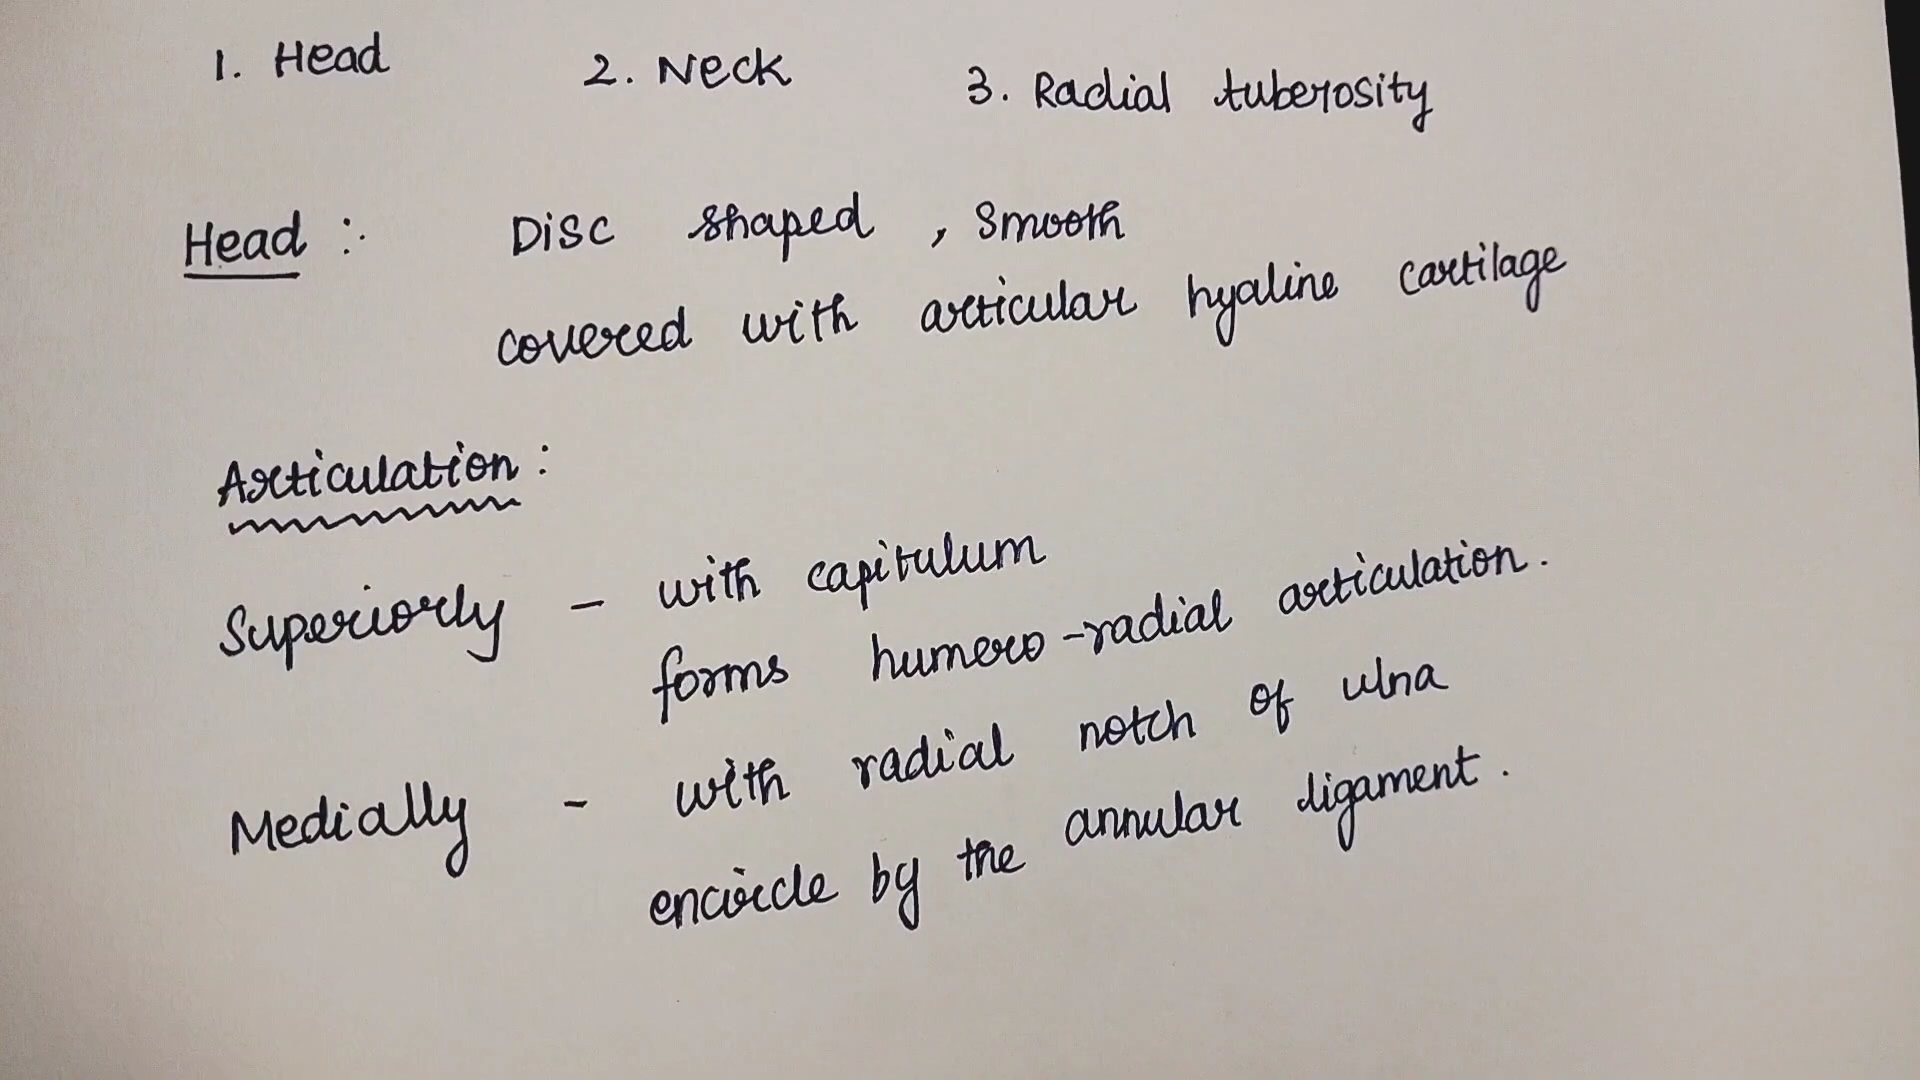 1. Head 2. Neck 3. Radial tuberosity
Head :. Disc shaped , Smooth
covered with articular hyaline cartilage
Articulation :
Superiorly - with capitulum
forms humero-radial articulation.
Medially - with radial notch of ulna
encircle by the annular ligament.